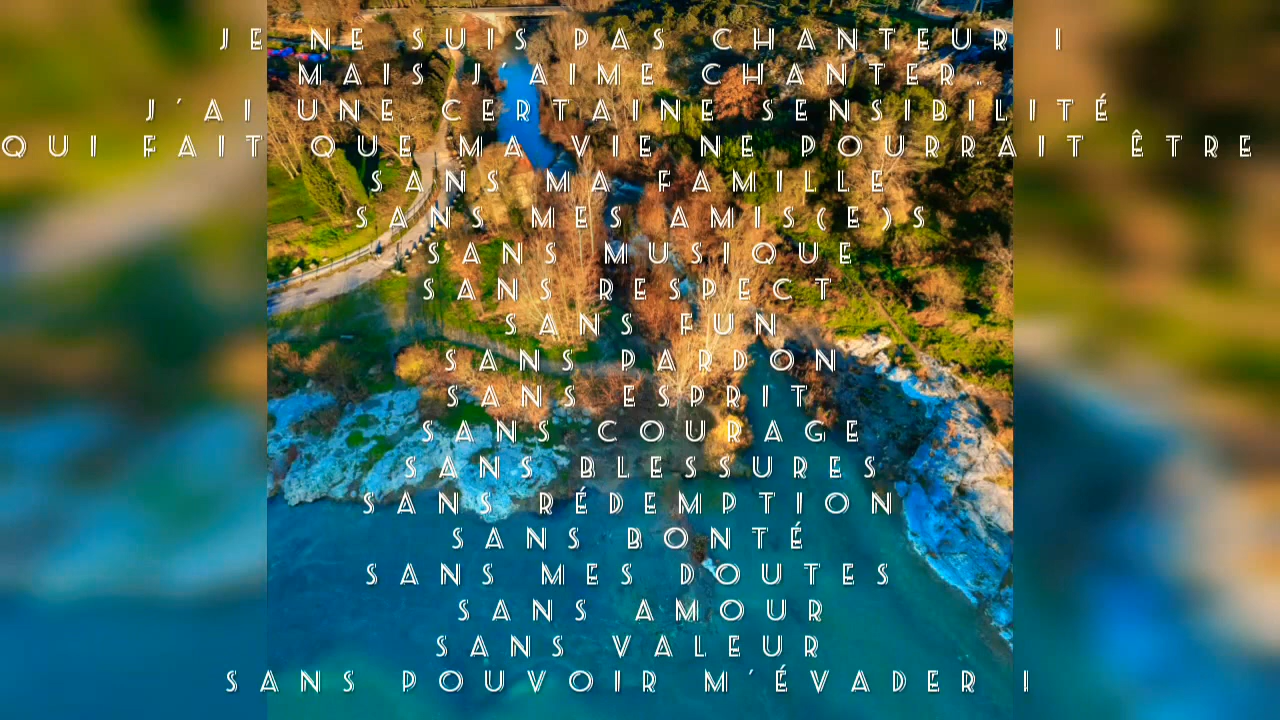 JE NE SUIS PAS CHANTEUR !
MAIS J'AIME CHANTER.
J'AI UNE CERTAINE SENSIBILITÉ
QUI FAIT QUE MA VIE NE POURRAIT ÊTRE
SANS MA FAMILLE
SANS MES AMIS(E)S
SANS MUSIQUE
SANS RESPECT
SANS FUN
SANS PARDON
SANS ESPRIT
SANS COURAGE
SANS BLESSURES
SANS RÉDEMPTION
SANS BONTÉ
SANS MES DOUTES
SANS AMOUR
SANS VALEUR
SANS POUVOIR M'ÉVADER !